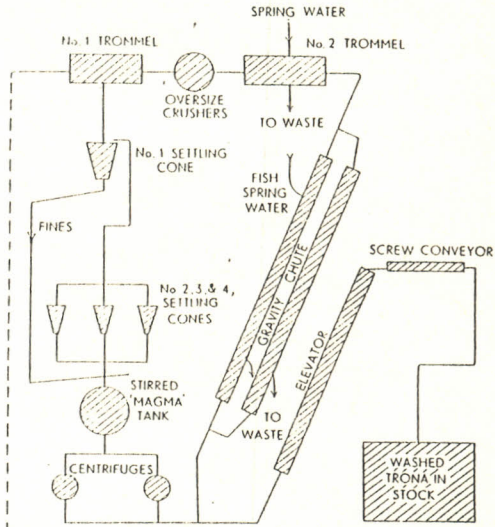 SPRING WATER
No. 1 TROMMEL
No. 2 TROMMEL
OVERSIZE
CRUSHERS
TO WASTE
No. 1 SETTLING
CONE
FISH
SPRING
WATER
FINES
SCREW CONVEYOR
No 2, 3, & 4,
SETTLING
CONES
GRAVITY CHUTE
ELEVATOR
STIRRED
'MAGMA'
TANK
TO
WASTE
CENTRIFUGES
WASHED
TRONA IN
STOCK